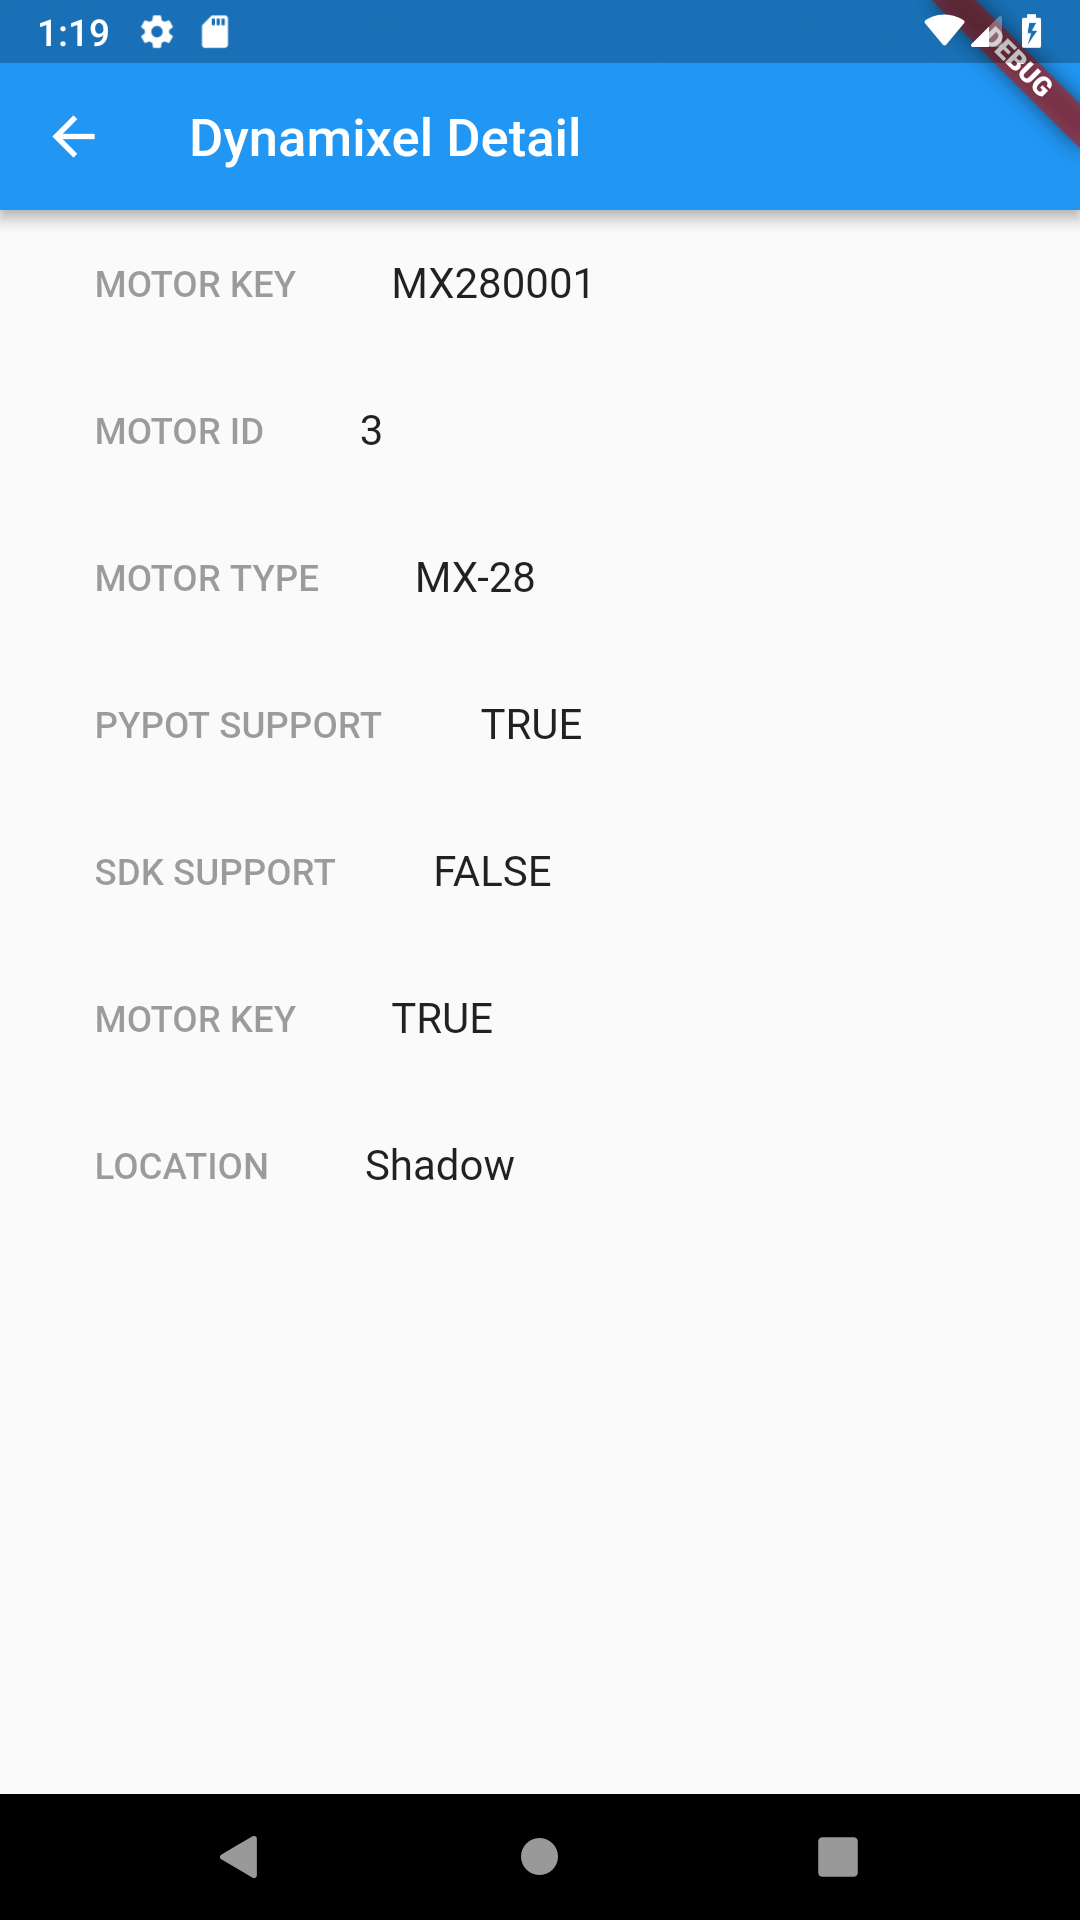 1:19
DEBUG
Dynamixel Detail
MOTOR KEY MX280001
MOTOR ID 3
MOTOR TYPE MX-28
PYPOT SUPPORT TRUE
SDK SUPPORT FALSE
MOTOR KEY TRUE
LOCATION Shadow